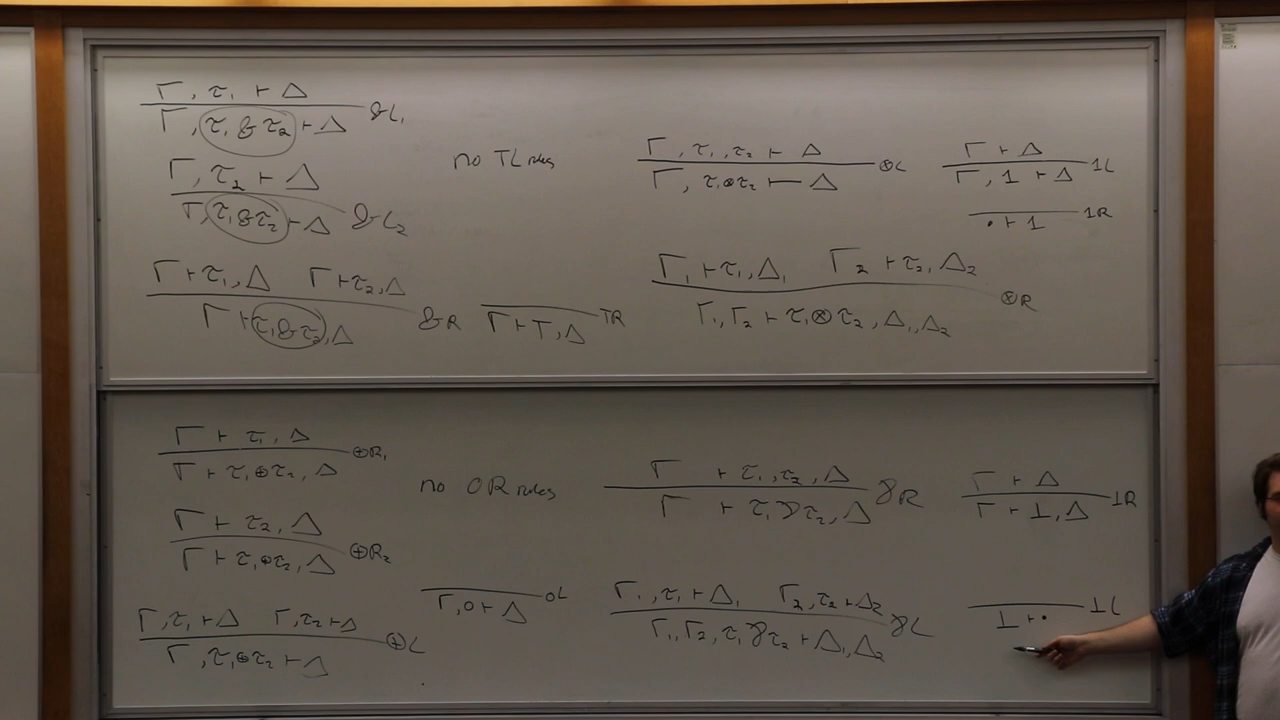 Γ, τ₁ ⊢ Δ
Γ, τ₁ & τ₂ ⊢ Δ &L₁
Γ, τ₂ ⊢ Δ
Γ, τ₁ & τ₂ ⊢ Δ &L₂
Γ ⊢ τ₁, Δ Γ ⊢ τ₂, Δ
Γ ⊢ τ₁ & τ₂, Δ &R
no ⊤L rules
Γ ⊢ ⊤, Δ ⊤R
Γ, τ₁, τ₂ ⊢ Δ
Γ, τ₁ ⊗ τ₂ ⊢ Δ ⊗L
Γ ⊢ Δ
Γ, 1 ⊢ Δ 1L
· ⊢ 1 1R
Γ₁ ⊢ τ₁, Δ₁ Γ₂ ⊢ τ₂, Δ₂
Γ₁, Γ₂ ⊢ τ₁ ⊗ τ₂, Δ₁, Δ₂ ⊗R
Γ ⊢ τ₁, Δ
Γ ⊢ τ₁ ⊕ τ₂, Δ ⊕R₁
Γ ⊢ τ₂, Δ
Γ ⊢ τ₁ ⊕ τ₂, Δ ⊕R₂
Γ, τ₁ ⊢ Δ Γ, τ₂ ⊢ Δ
Γ, τ₁ ⊕ τ₂ ⊢ Δ ⊕L
no 0R rules
Γ, 0 ⊢ Δ 0L
Γ ⊢ τ₁, τ₂, Δ
Γ ⊢ τ₁ ⅋ τ₂, Δ ⅋R
Γ ⊢ Δ
Γ ⊢ ⊥, Δ ⊥R
Γ₁, τ₁ ⊢ Δ₁ Γ₂, τ₂ ⊢ Δ₂
Γ₁, Γ₂, τ₁ ⅋ τ₂ ⊢ Δ₁, Δ₂ ⅋L
⊥ ⊢ · ⊥L